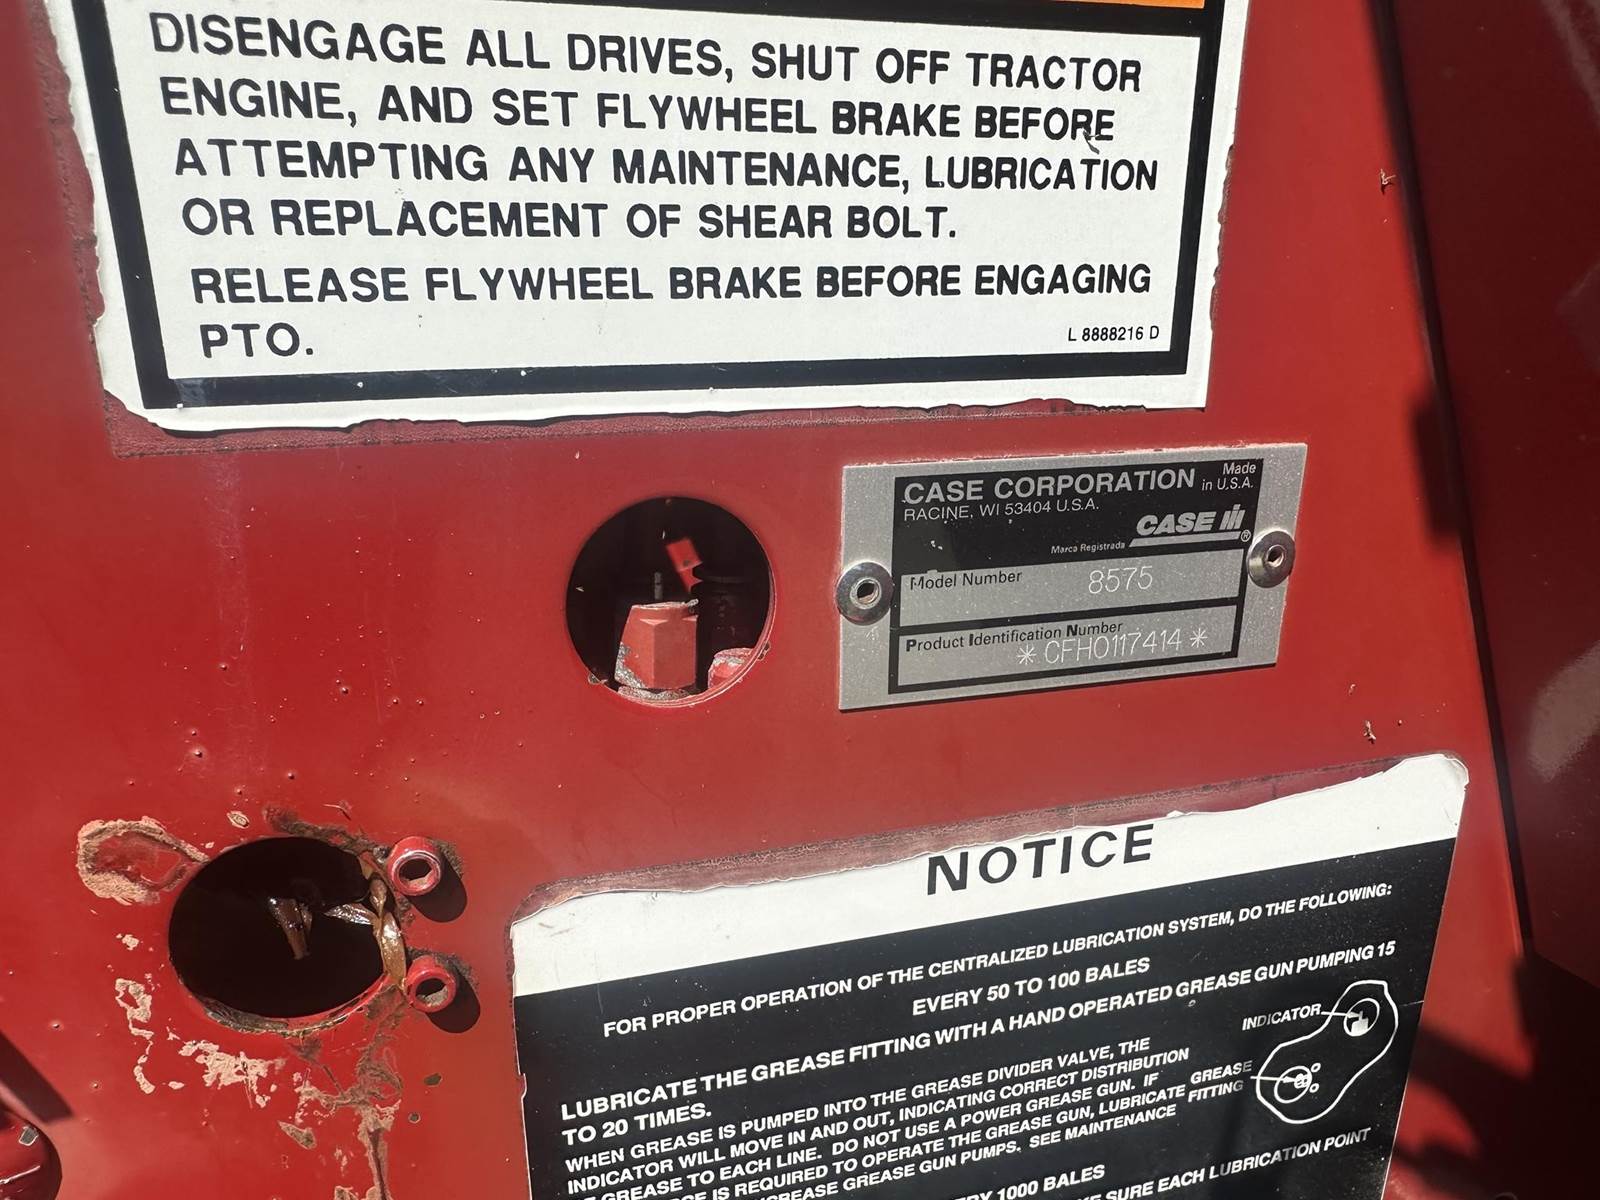 DISENGAGE ALL DRIVES, SHUT OFF TRACTOR
ENGINE, AND SET FLYWHEEL BRAKE BEFORE
ATTEMPTING ANY MAINTENANCE, LUBRICATION
OR REPLACEMENT OF SHEAR BOLT.
RELEASE FLYWHEEL BRAKE BEFORE ENGAGING
PTO.
L 8888216 D
CASE CORPORATION
Made
in U.S.A.
RACINE, WI 53404 U.S.A.
CASE IH ®
Marca Registrada
Model Number 8575
Product Identification Number
* CFH0117414 *
NOTICE
FOR PROPER OPERATION OF THE CENTRALIZED LUBRICATION SYSTEM, DO THE FOLLOWING:
EVERY 50 TO 100 BALES
LUBRICATE THE GREASE FITTING WITH A HAND OPERATED GREASE GUN PUMPING 15
TO 20 TIMES.
WHEN GREASE IS PUMPED INTO THE GREASE DIVIDER VALVE, THE
INDICATOR WILL MOVE IN AND OUT, INDICATING CORRECT DISTRIBUTION
GREASE TO EACH LINE. DO NOT USE A POWER GREASE GUN. IF
IS REQUIRED TO OPERATE THE GREASE GUN, LUBRICATE
GREASE GUN PUMPS. SEE MAINTENANCE
INDICATOR
GREASE
FITTING
1000 BALES
SURE EACH LUBRICATION POINT